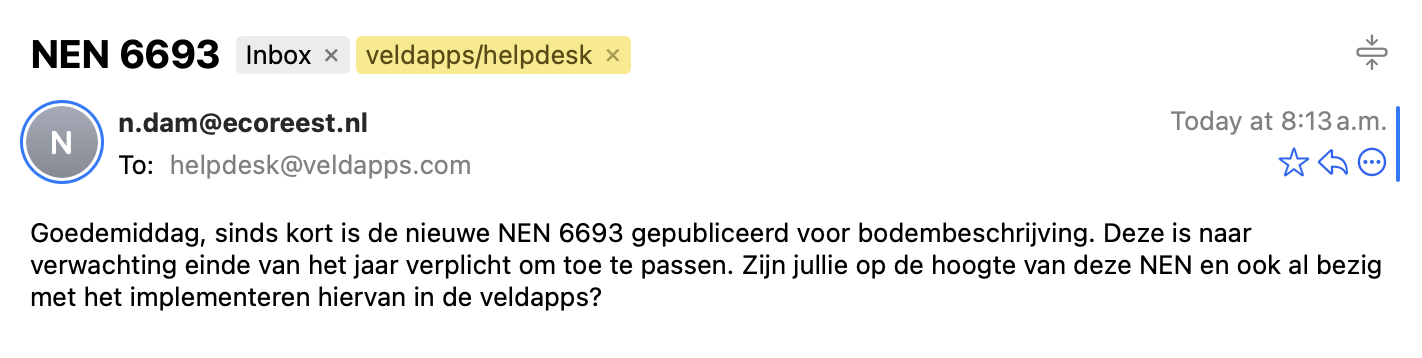 NEN 6693 Inbox × veldapps/helpdesk ×
N
n.dam@ecoreest.nl
Today at 8:13 a.m.
To: helpdesk@veldapps.com
Goedemiddag, sinds kort is de nieuwe NEN 6693 gepubliceerd voor bodembeschrijving. Deze is naar
verwachting einde van het jaar verplicht om toe te passen. Zijn jullie op de hoogte van deze NEN en ook al bezig
met het implementeren hiervan in de veldapps?